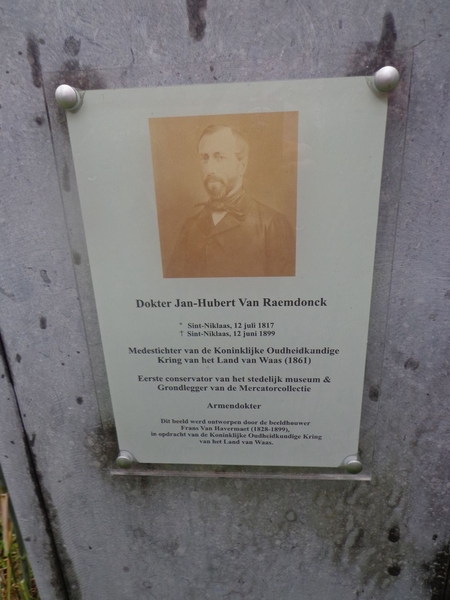 Dokter Jan-Hubert Van Raemdonck
* Sint-Niklaas, 12 juli 1817
† Sint-Niklaas, 12 juni 1899
Medestichter van de Koninklijke Oudheidkandige
Kring van het Land van Waas (1861)
Eerste conservator van het stedelijk museum &
Grondlegger van de Mercatorcollectie
Armendokter
Dit beeld werd ontworpen door de beeldhouwer
Frans Van Havermaet (1828-1899),
in opdracht van de Koninklijke Oudheidkundige Kring
van het Land van Waas.